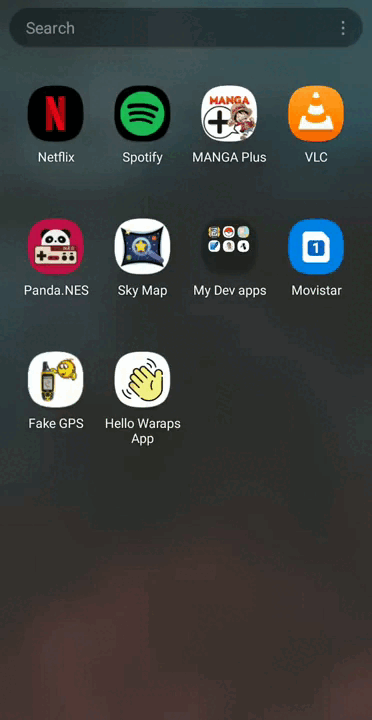 Search
N
MANGA
Netflix
Spotify
MANGA Plus
VLC
NES
1
Panda.NES
Sky Map
My Dev apps
Movistar
Fake GPS
Hello Waraps
App